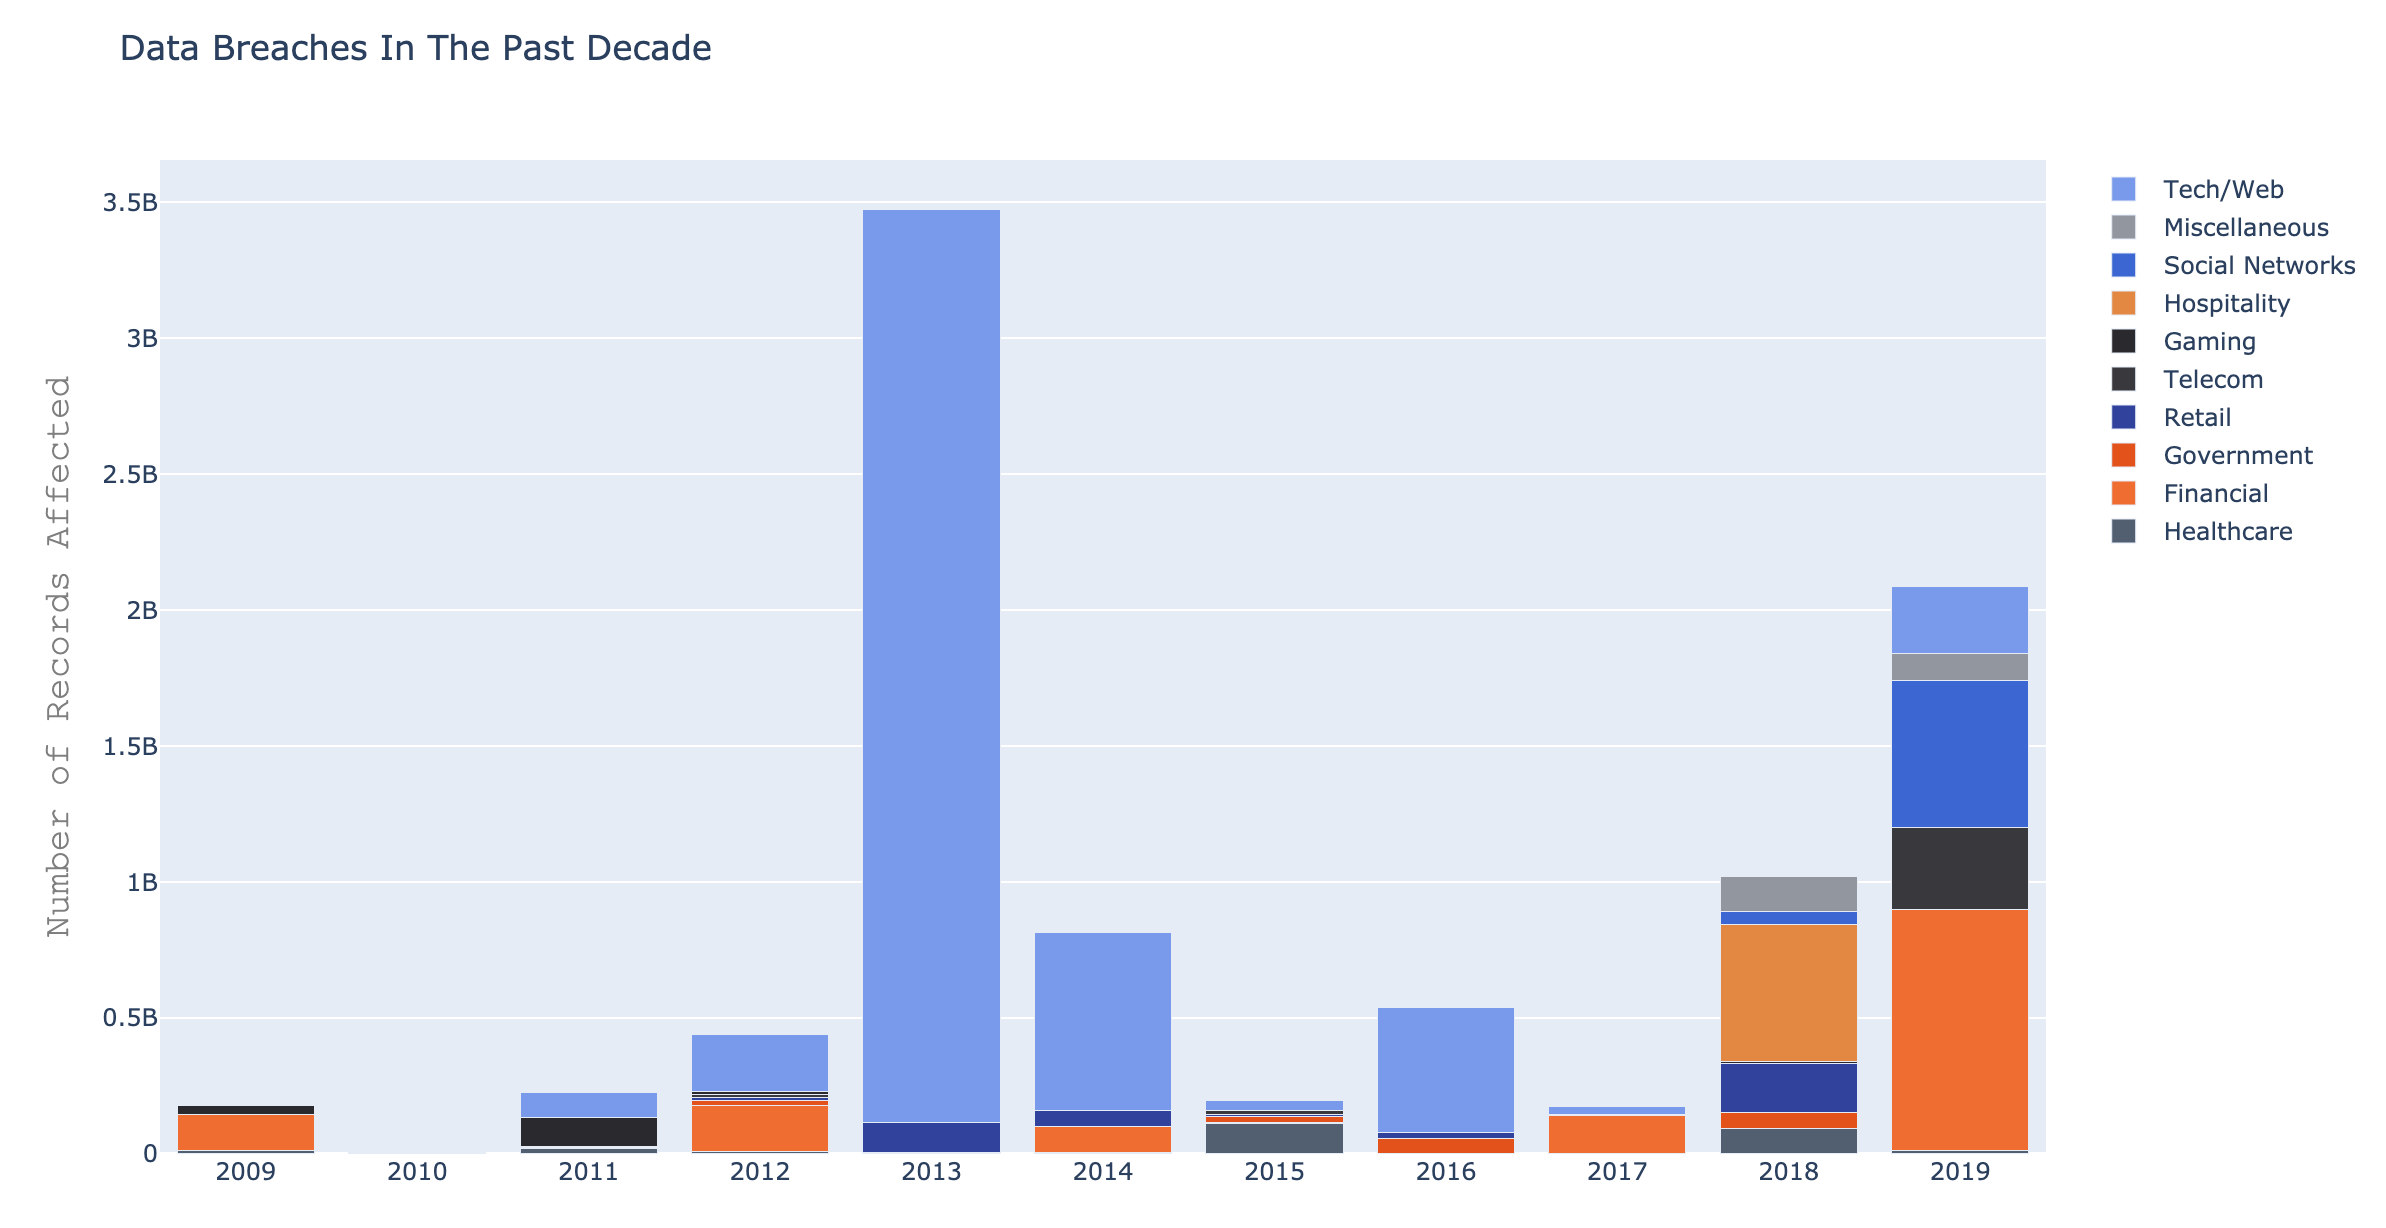 Data Breaches In The Past Decade
Number of Records Affected
3.5B
3B
2.5B
2B
1.5B
1B
0.5B
0
2009 2010 2011 2012 2013 2014 2015 2016 2017 2018 2019
Tech/Web
Miscellaneous
Social Networks
Hospitality
Gaming
Telecom
Retail
Government
Financial
Healthcare